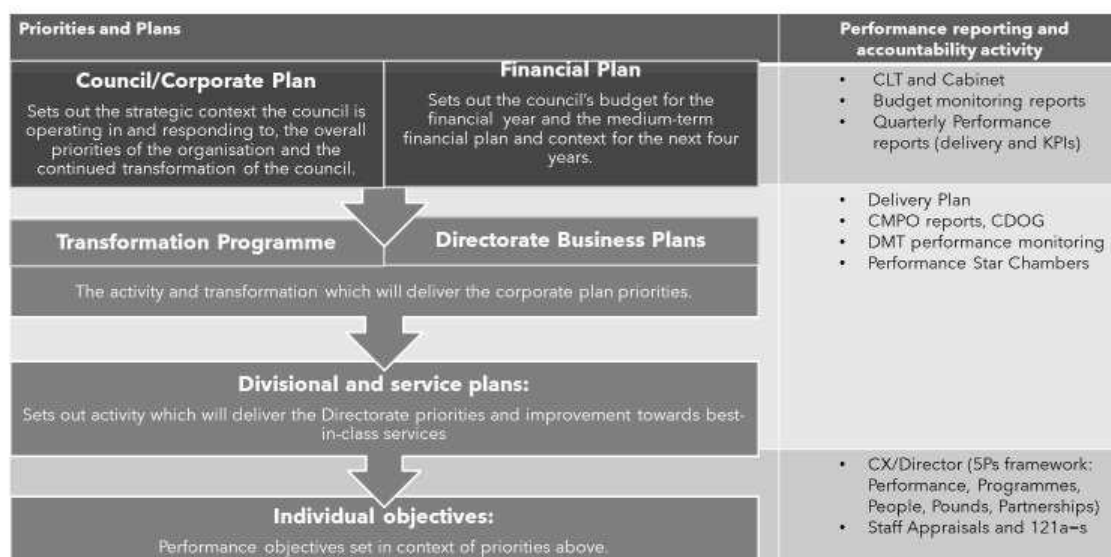 Priorities and Plans
Performance reporting and
accountability activity
Council/Corporate Plan
Sets out the strategic context the council is
operating in and responding to, the overall
priorities of the organisation and the
continued transformation of the council.
Financial Plan
Sets out the council's budget for the
financial year and the medium-term
financial plan and context for the next four
years.
• CLT and Cabinet
• Budget monitoring reports
• Quarterly Performance
reports (delivery and KPIs)
Transformation Programme
Directorate Business Plans
The activity and transformation which will deliver the corporate plan priorities.
• Delivery Plan
• CMPO reports, CDOG
• DMT performance monitoring
• Performance Star Chambers
Divisional and service plans:
Sets out activity which will deliver the Directorate priorities and improvement towards best-
in-class services
Individual objectives:
Performance objectives set in context of priorities above.
• CX/Director (5Ps framework:
Performance, Programmes,
People, Pounds, Partnerships)
• Staff Appraisals and 121a=s